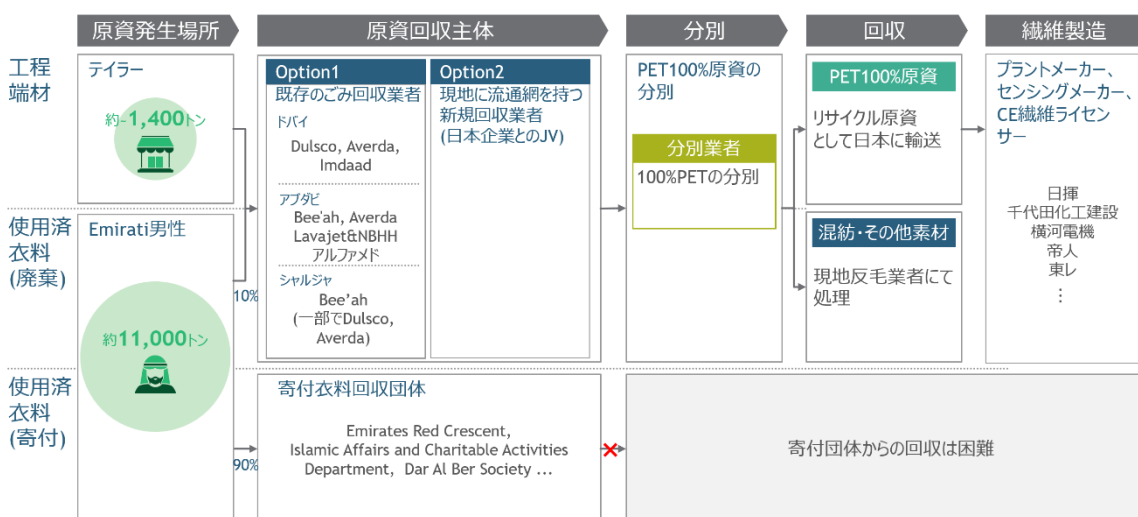 原資発生場所
原資回収主体
分別
回収
繊維製造
工程
端材
テイラー
約~1,400トン
Option1
既存のごみ回収業者
ドバイ
Dulsco, Averda,
Imdaad
アブダビ
Bee'ah, Averda
Lavajet&NBHH
アルファメド
シャルジャ
Bee’ah
(一部でDulsco,
Averda)
Option2
現地に流通網を持つ
新規回収業者
(日本企業とのJV)
PET100%原資の
分別
分別業者
100%PETの分別
PET100%原資
リサイクル原資
として日本に輸送
混紡・その他素材
現地反毛業者にて
処理
プラントメーカー、
センシングメーカー、
CE繊維ライセン
サー
日揮
千代田化工建設
横河電機
帝人
東レ
⋮
使用済
衣料
(廃棄)
Emirati男性
約11,000トン
10%
使用済
衣料
(寄付)
90%
寄付衣料回収団体
Emirates Red Crescent,
Islamic Affairs and Charitable Activities
Department, Dar Al Ber Society ...
寄付団体からの回収は困難